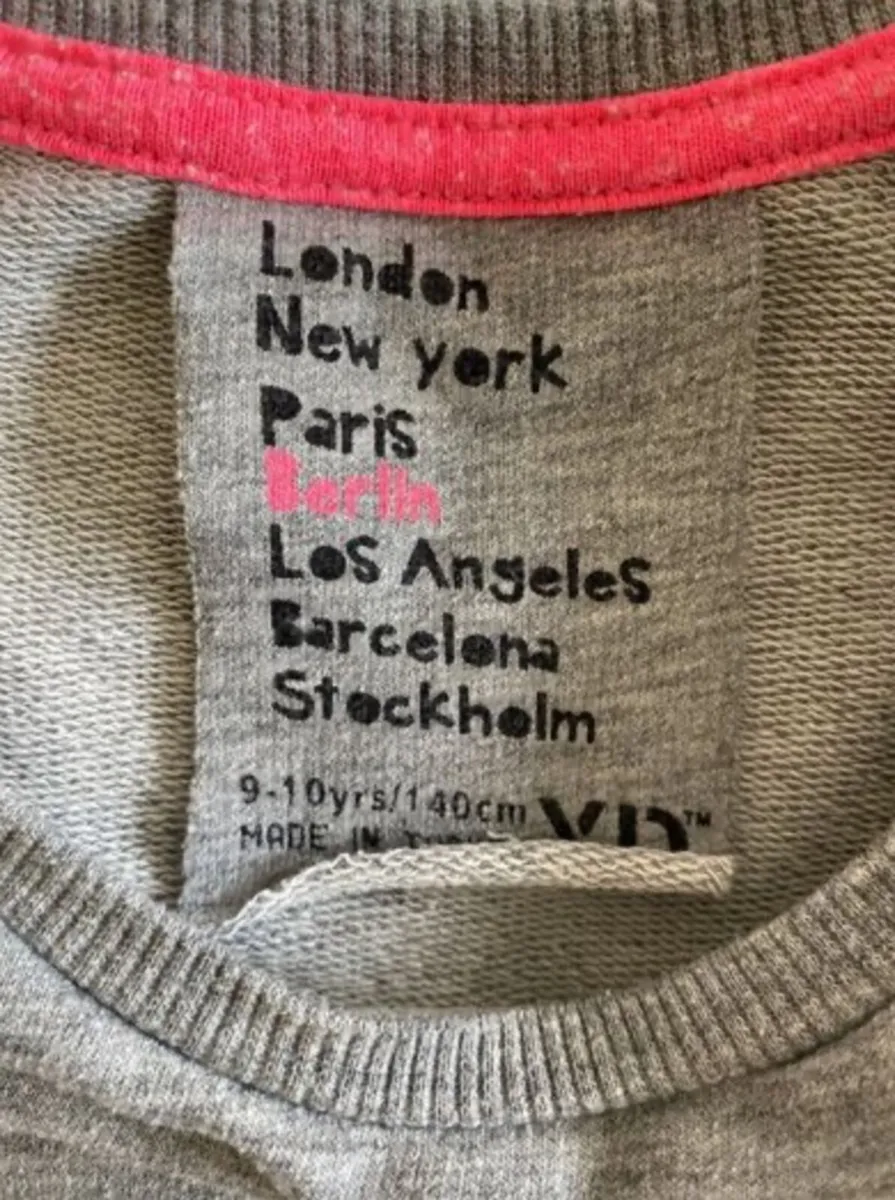 London
New york
Paris
Berlin
Los Angeles
Barcelona
Stockholm
9-10yrs/140cm YD™
MADE IN